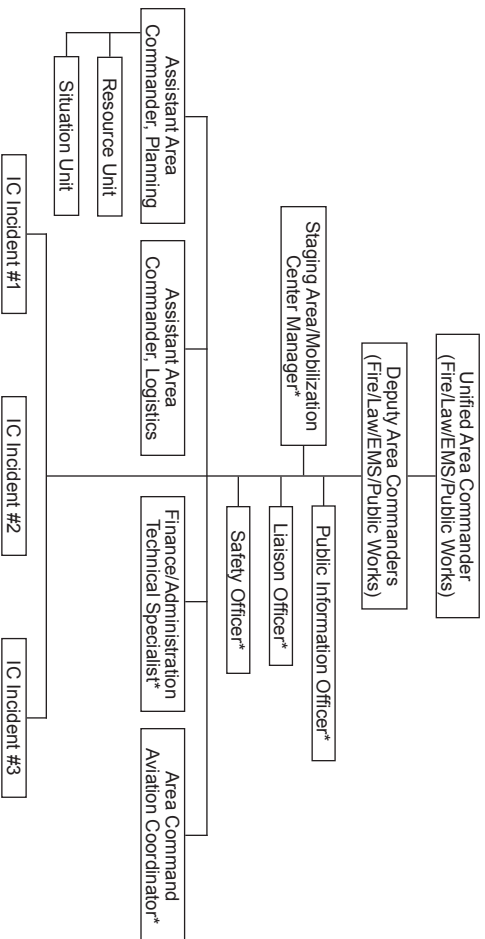 Unified Area Commander
(Fire/Law/EMS/Public Works)
Deputy Area Commanders
(Fire/Law/EMS/Public Works)
Staging Area/Mobilization
Center Manager*
Public Information Officer*
Liaison Officer*
Safety Officer*
Assistant Area
Commander, Planning
Resource Unit
Situation Unit
Assistant Area
Commander, Logistics
Finance/Administration
Technical Specialist*
Area Command
Aviation Coordinator*
IC Incident #1
IC Incident #2
IC Incident #3